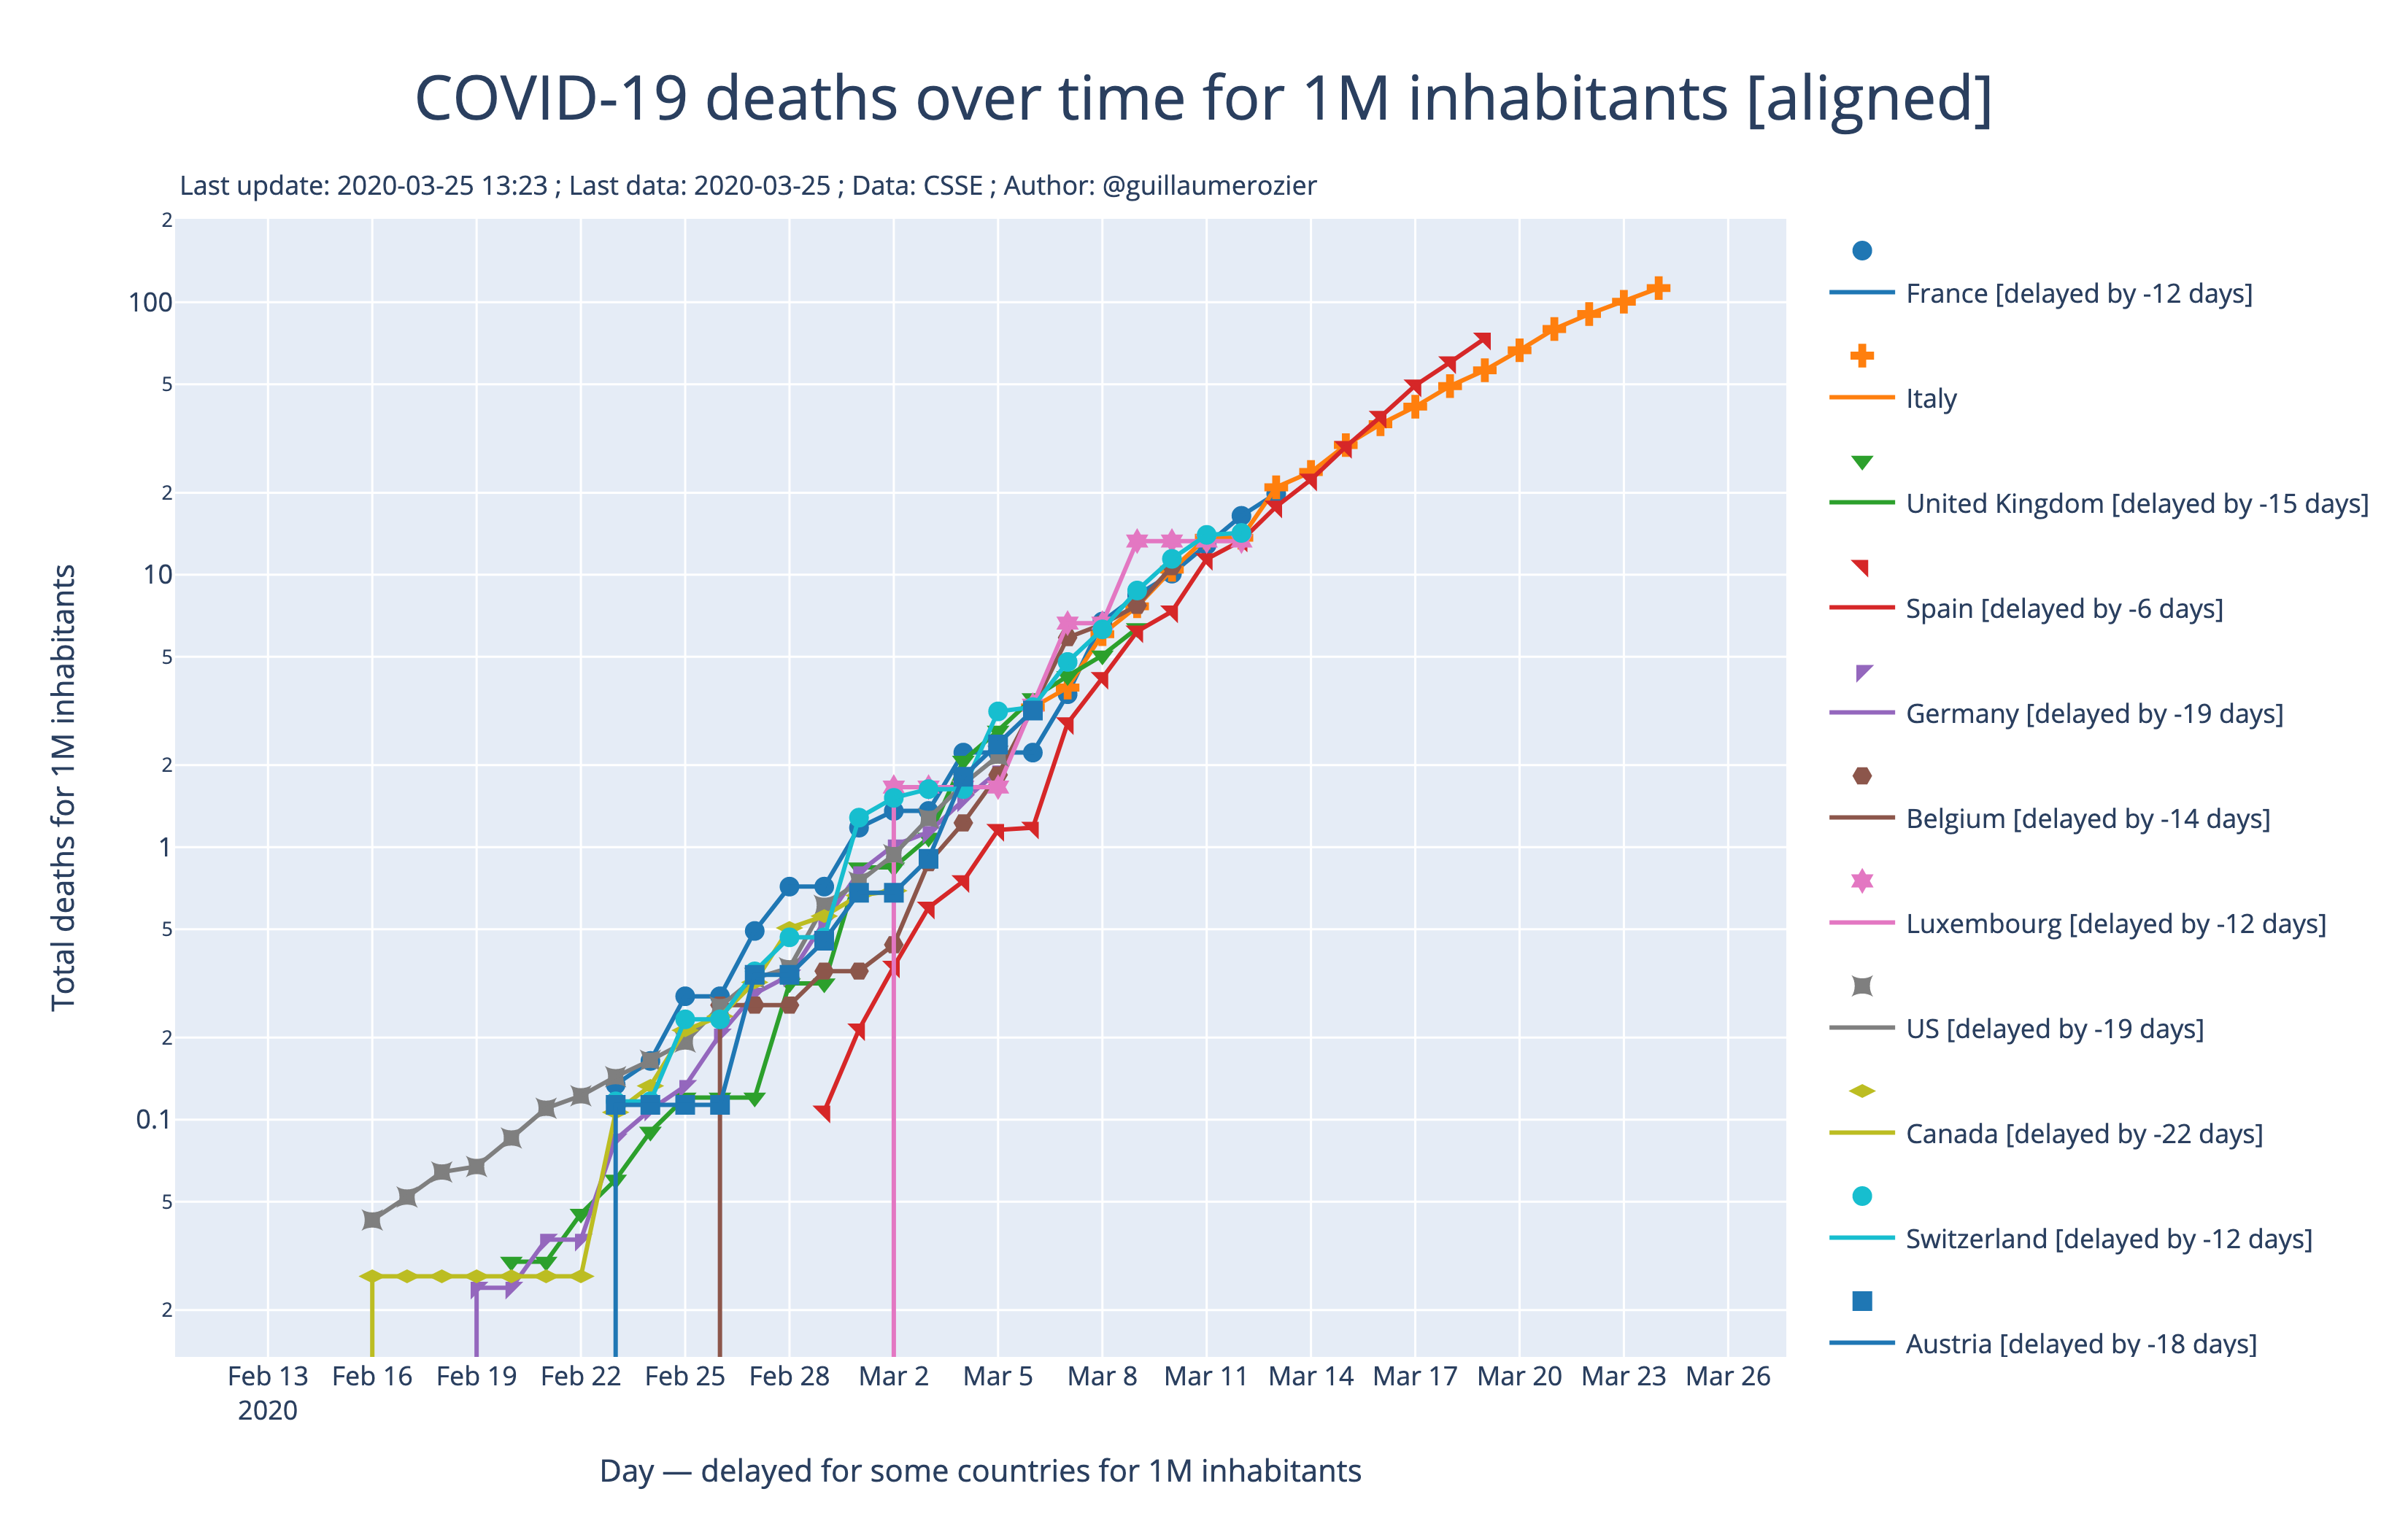 COVID-19 deaths over time for 1M inhabitants [aligned]
Last update: 2020-03-25 13:23 ; Last data: 2020-03-25 ; Data: CSSE ; Author: @guillaumerozier
2
100
5
2
10
5
2
1
5
2
0.1
5
2
Total deaths for 1M inhabitants
France [delayed by -12 days]
Italy
United Kingdom [delayed by -15 days]
Spain [delayed by -6 days]
Germany [delayed by -19 days]
Belgium [delayed by -14 days]
Luxembourg [delayed by -12 days]
US [delayed by -19 days]
Canada [delayed by -22 days]
Switzerland [delayed by -12 days]
Austria [delayed by -18 days]
Feb 13 Feb 16 Feb 19 Feb 22 Feb 25 Feb 28 Mar 2 Mar 5 Mar 8 Mar 11 Mar 14 Mar 17 Mar 20 Mar 23 Mar 26
2020
Day — delayed for some countries for 1M inhabitants